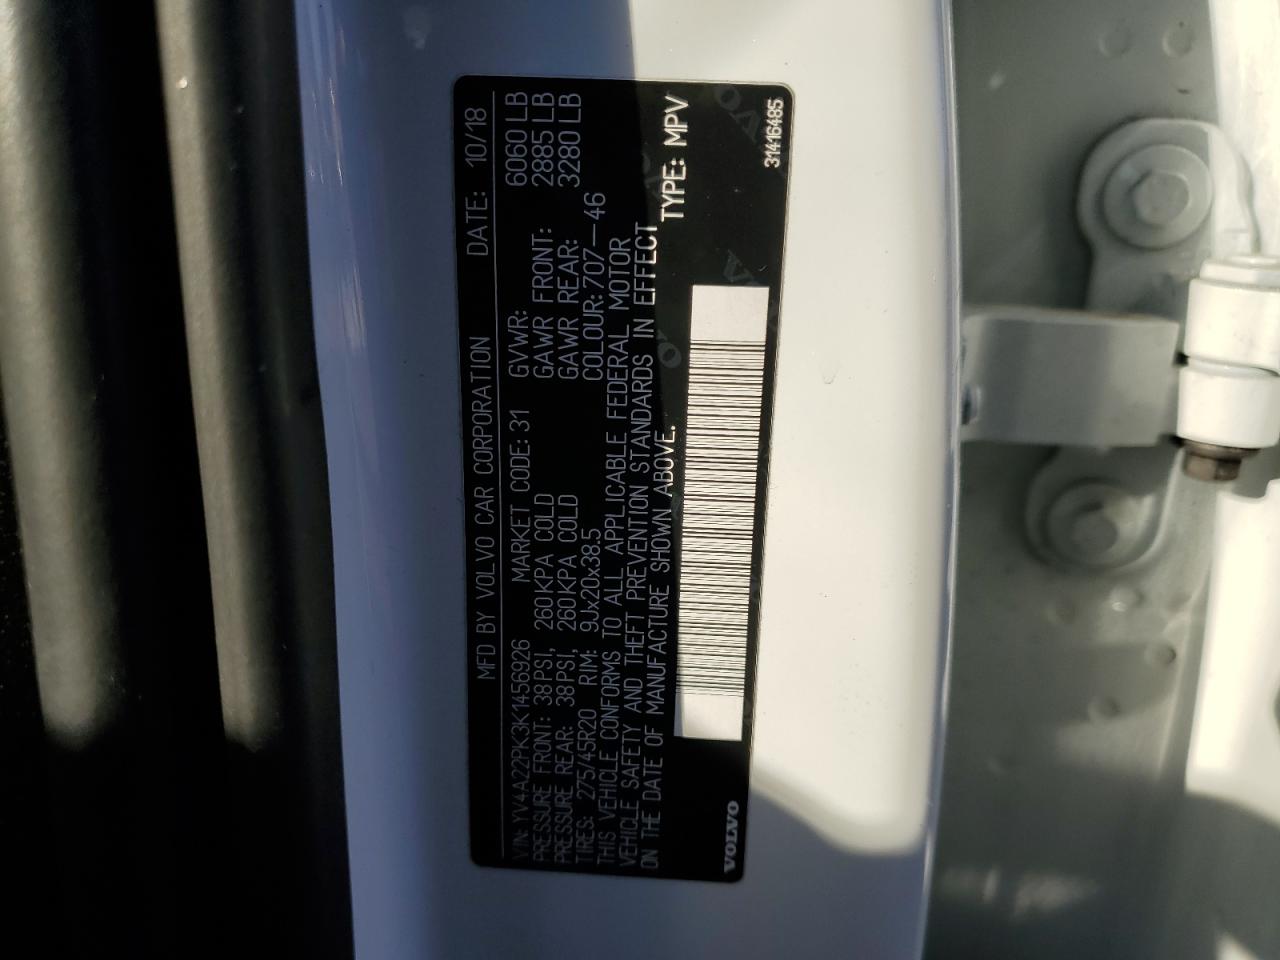 MFD BY VOLVO CAR CORPORATION DATE: 10/18
VIN: YV4A22PK3K1456926 MARKET CODE: 31 GVWR: 6060 LB
PRESSURE FRONT: 38PSI, 260KPA COLD GAWR FRONT: 2885 LB
PRESSURE REAR: 38PSI, 260KPA COLD GAWR REAR: 3280 LB
TIRES: 275/45R20 RIM: 9Jx20x38.5 COLOUR: 707—46
THIS VEHICLE CONFORMS TO ALL APPLICABLE FEDERAL MOTOR
VEHICLE SAFETY AND THEFT PREVENTION STANDARDS IN EFFECT
ON THE DATE OF MANUFACTURE SHOWN ABOVE. TYPE: MPV
VOLVO 31416485